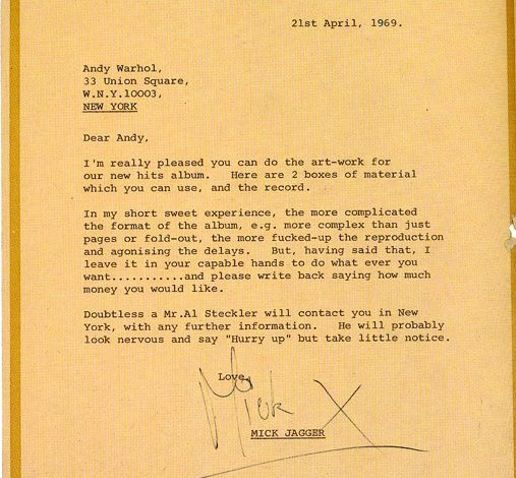 21st April, 1969.
Andy Warhol,
33 Union Square,
W.N.Y.10003,
NEW YORK
Dear Andy,
I'm really pleased you can do the art-work for
our new hits album. Here are 2 boxes of material
which you can use, and the record.
In my short sweet experience, the more complicated
the format of the album, e.g. more complex than just
pages or fold-out, the more fucked-up the reproduction
and agonising the delays. But, having said that, I
leave it in your capable hands to do what ever you
want...........and please write back saying how much
money you would like.
Doubtless a Mr.Al Steckler will contact you in New
York, with any further information. He will probably
look nervous and say "Hurry up" but take little notice.
Love,
Mick X
MICK JAGGER